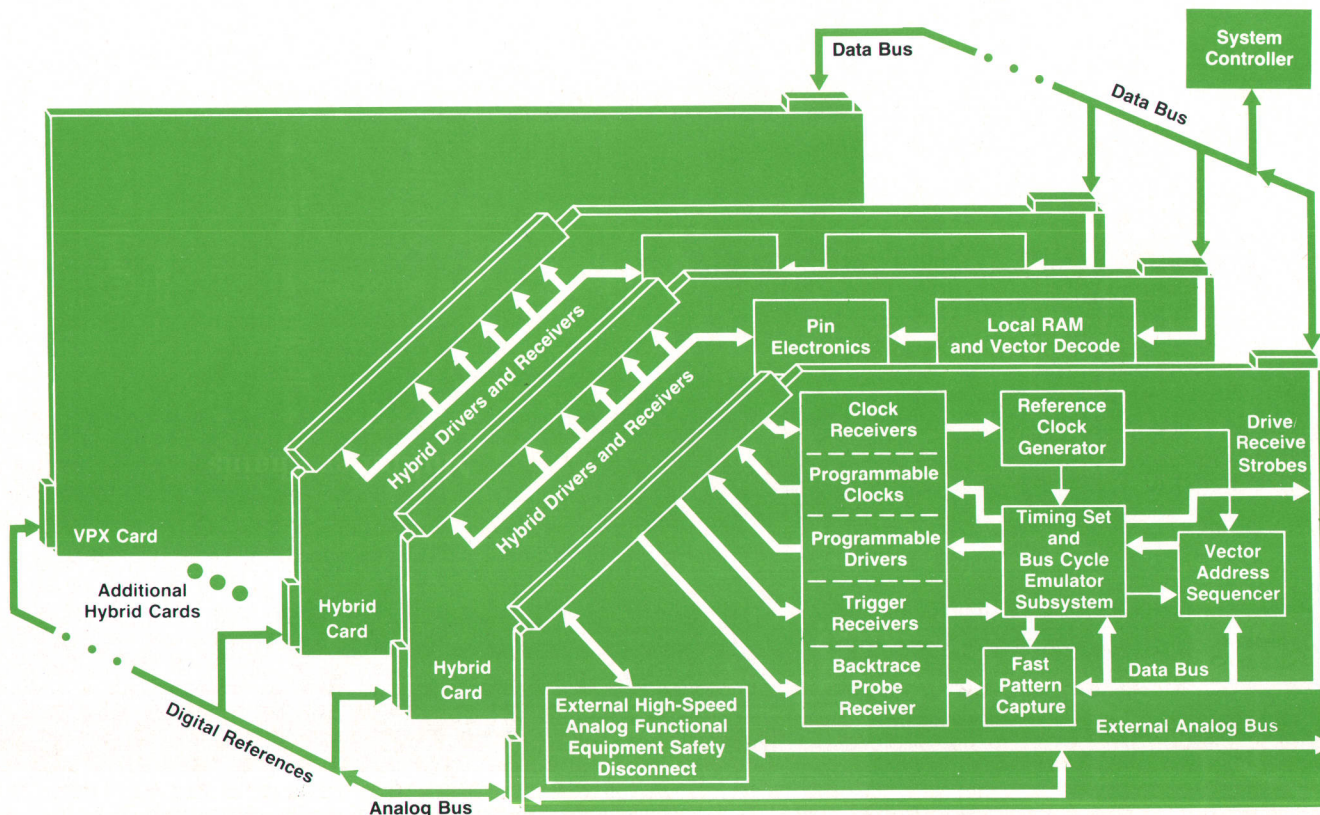 System
Controller
Data Bus
Data Bus
Pin
Electronics
Local RAM
and Vector Decode
Hybrid Drivers and Receivers
Hybrid Drivers and Receivers
Clock
Receivers
Reference
Clock
Generator
Drive/
Receive
Strobes
Programmable
Clocks
Programmable
Drivers
Timing Set
and
Bus Cycle
Emulator
Subsystem
Vector
Address
Sequencer
VPX Card
Additional
Hybrid Cards
Hybrid
Card
Hybrid
Card
Trigger
Receivers
Backtrace
Probe
Receiver
Fast
Pattern
Capture
Data Bus
External High-Speed
Analog Functional
Equipment Safety
Disconnect
External Analog Bus
Digital References
Analog Bus